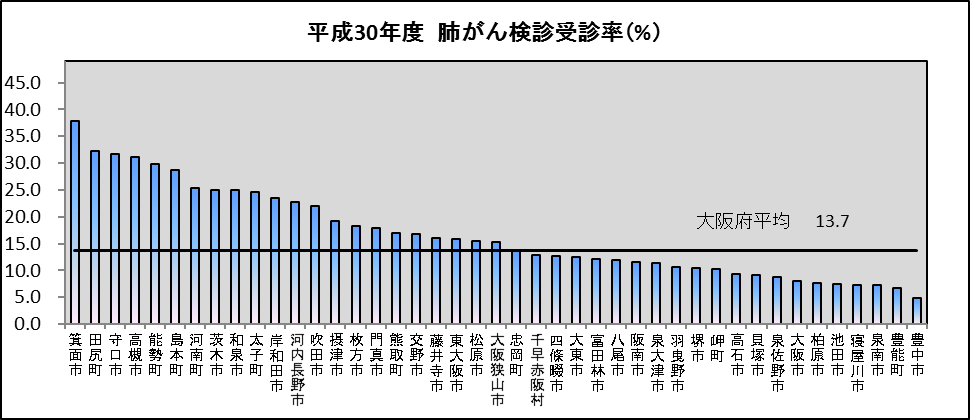 平成30年度 肺がん検診受診率(%)
45.0
40.0
35.0
30.0
25.0
20.0
15.0
10.0
5.0
0.0
大阪府平均 13.7
箕面市
田尻町
守口市
高槻市
能勢町
島本町
河南町
茨木市
和泉市
太子町
岸和田市
河内長野市
吹田市
摂津市
枚方市
門真市
熊取町
交野市
藤井寺市
東大阪市
松原市
大阪狭山市
忠岡町
千早赤阪村
四條畷市
大東市
富田林市
八尾市
阪南市
泉大津市
羽曳野市
堺市
岬町
高石市
貝塚市
泉佐野市
大阪市
柏原市
池田市
寝屋川市
泉南市
豊能町
豊中市